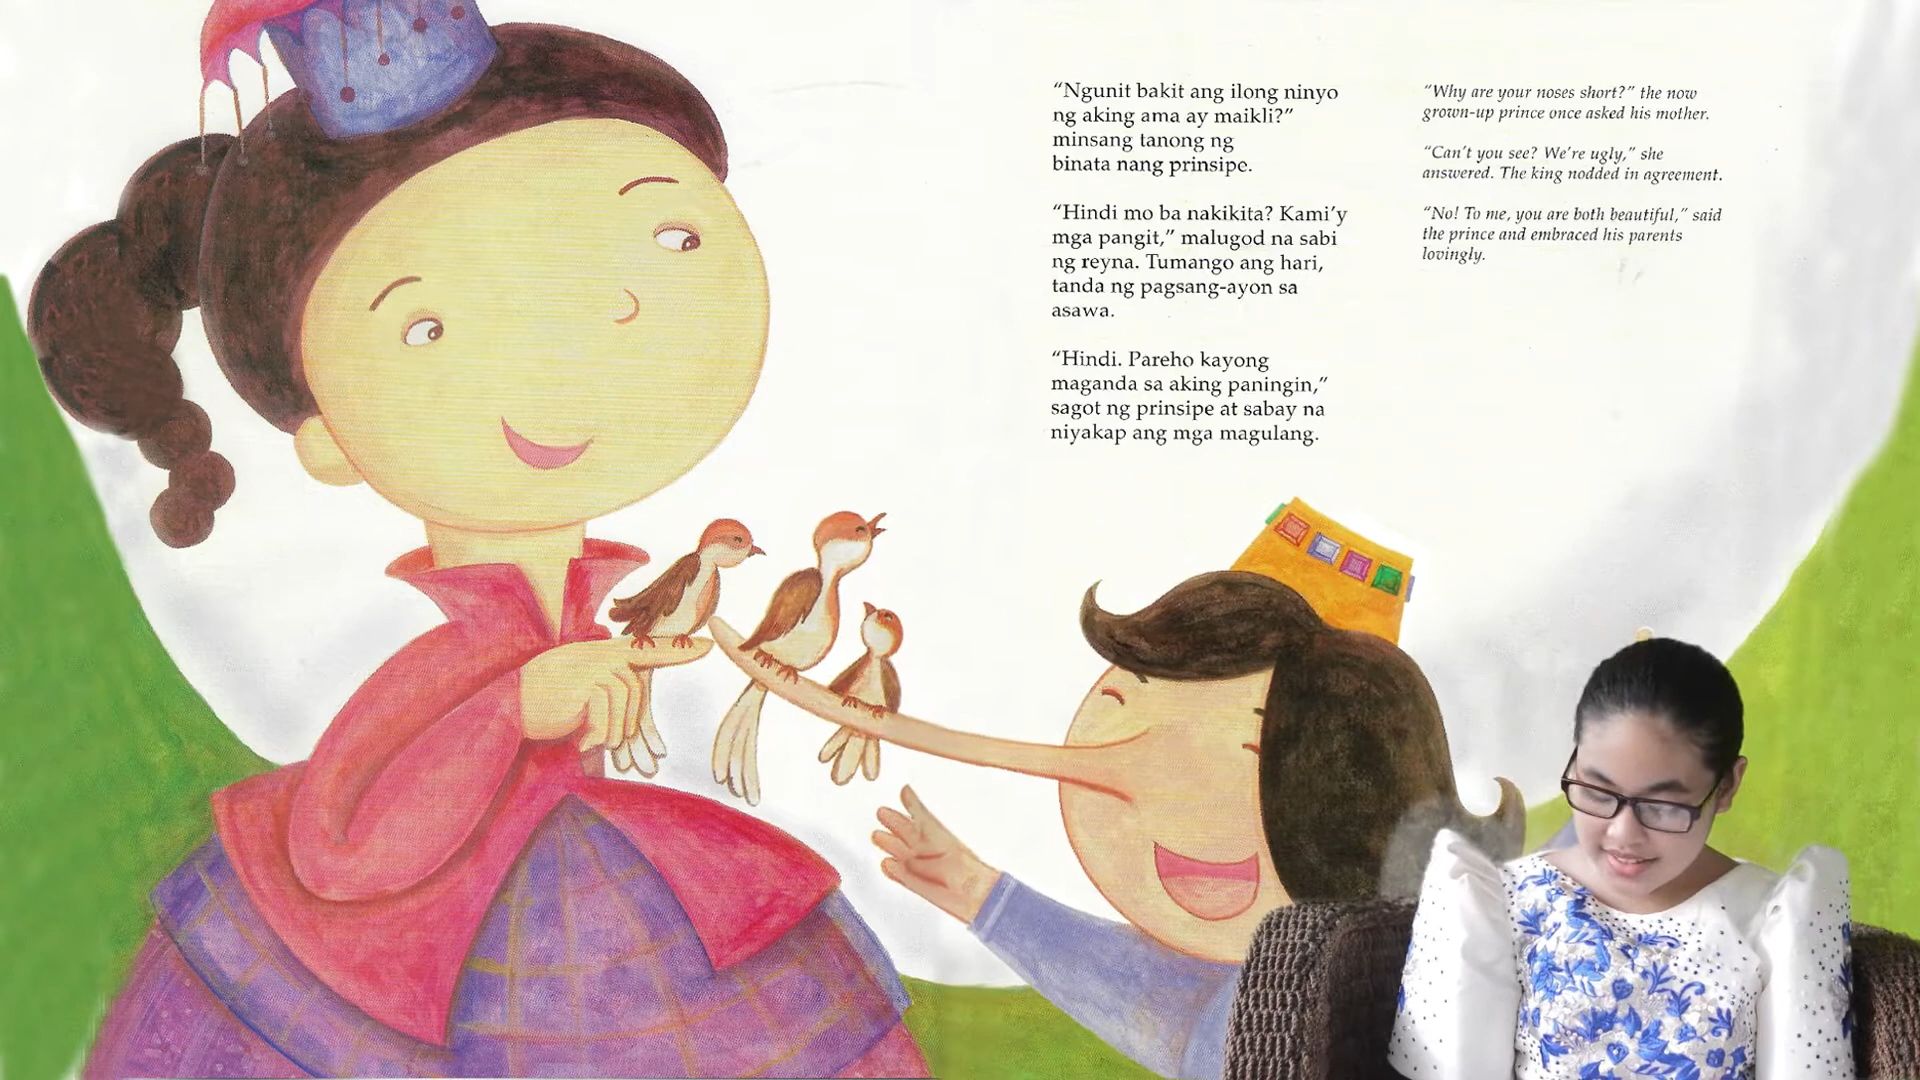 “Ngunit bakit ang ilong ninyo
ng aking ama ay maikli?”
minsang tanong ng
binata nang prinsipe.
“Hindi mo ba nakikita? Kami’y
mga pangit,” malugod na sabi
ng reyna. Tumango ang hari,
tanda ng pagsang-ayon sa
asawa.
“Hindi. Pareho kayong
maganda sa aking paningin,”
sagot ng prinsipe at sabay na
niyakap ang mga magulang.
“Why are your noses short?” the now
grown-up prince once asked his mother.
“Can’t you see? We’re ugly,” she
answered. The king nodded in agreement.
“No! To me, you are both beautiful,” said
the prince and embraced his parents
lovingly.